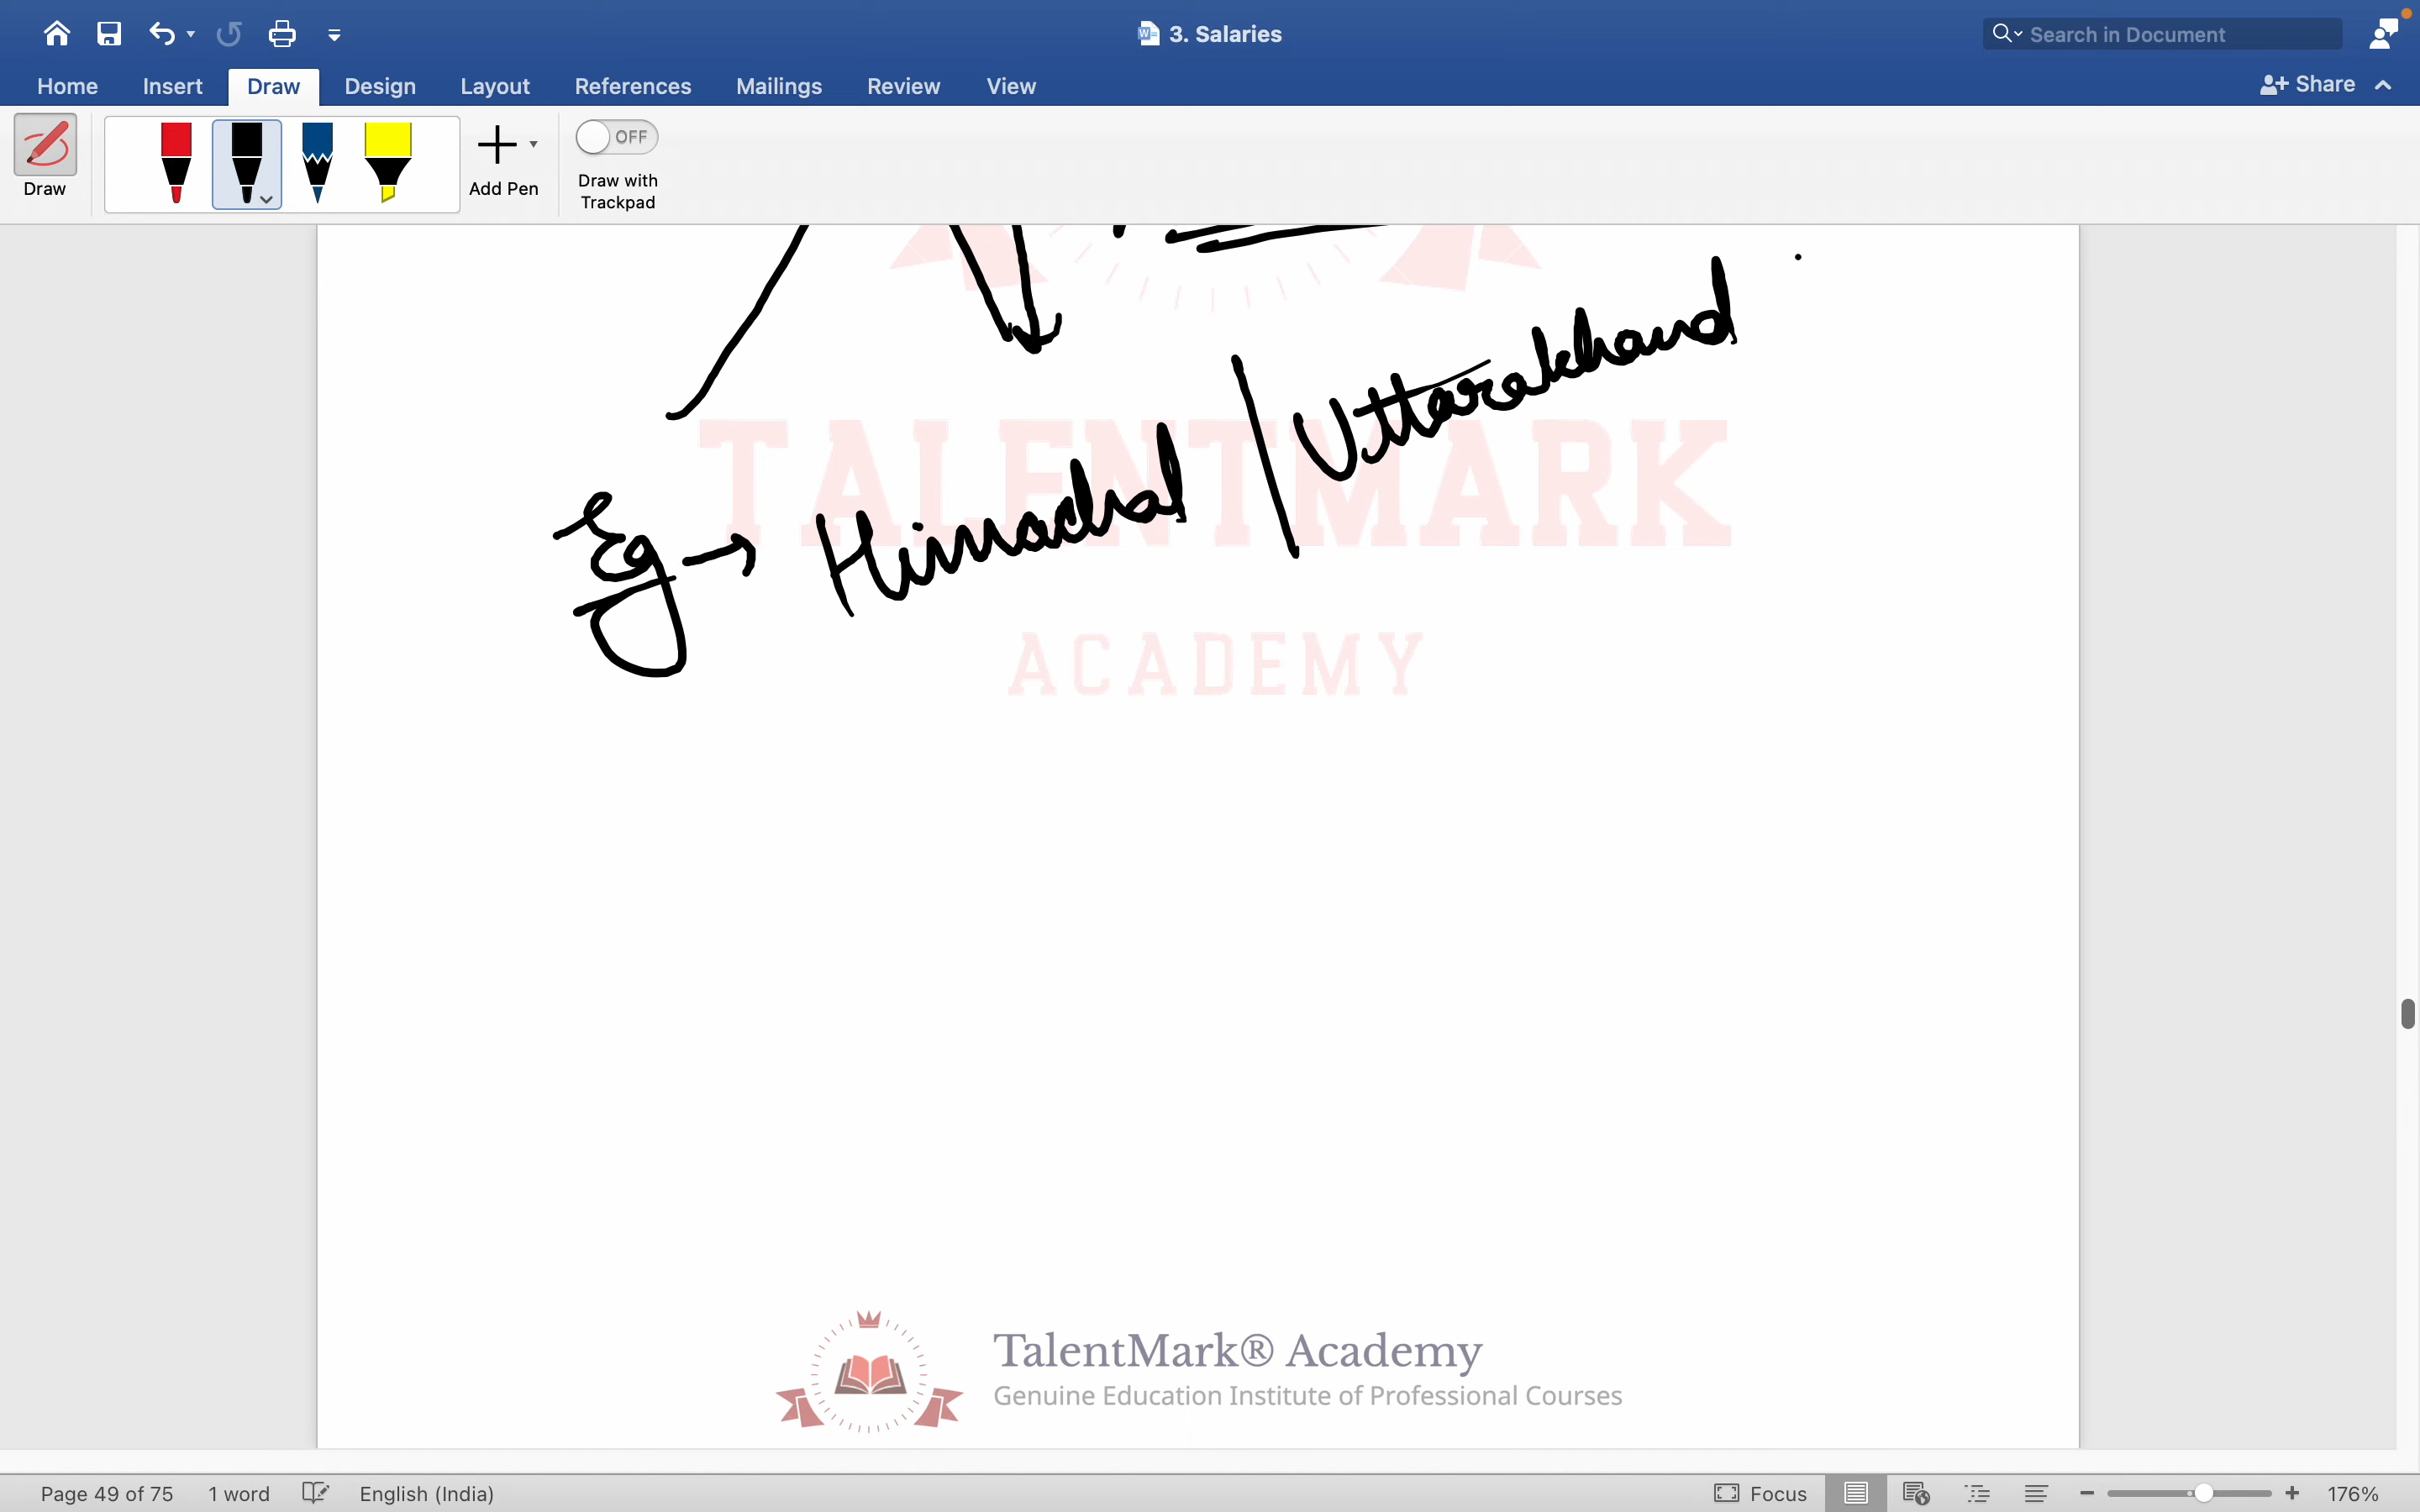 3. Salaries
Search in Document
Home Insert Draw Design Layout References Mailings Review View
Share
Draw
Add Pen
OFF
Draw with
Trackpad
Eg → Himachal / Uttarakhand
TALENTMARK
ACADEMY
TalentMark® Academy
Genuine Education Institute of Professional Courses
Page 49 of 75 1 word English (India) Focus 176%